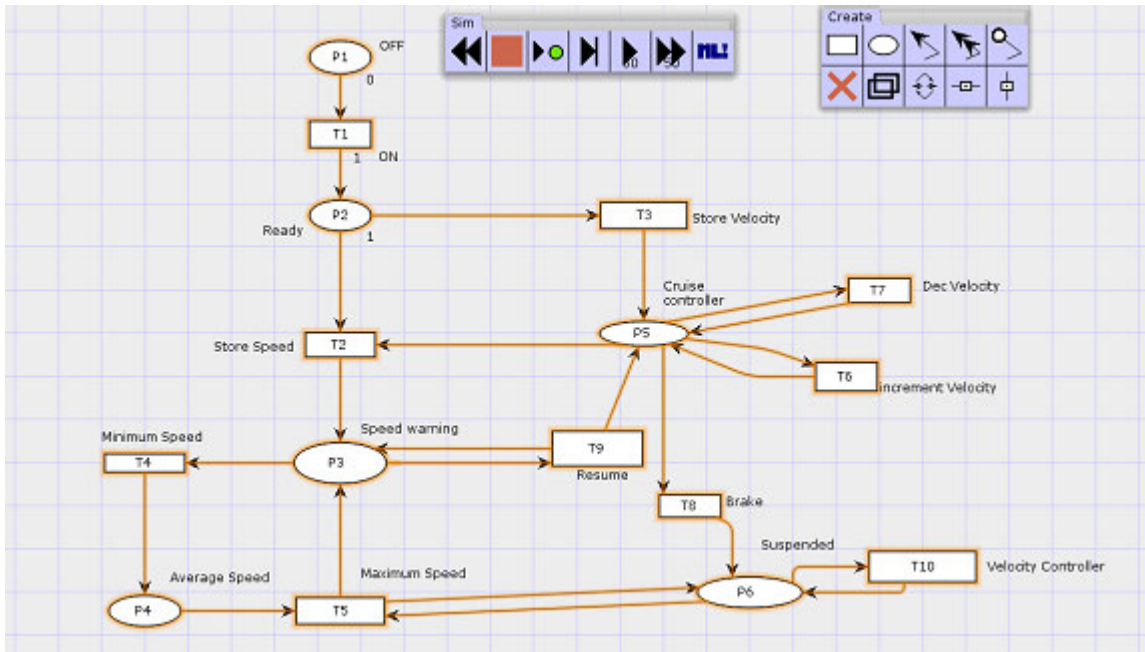 Sim
Create
P1
OFF
0
ML!
T1
1
ON
P2
Ready
1
T3
Store Velocity
Cruise
controller
T7
Dec Velocity
P5
Store Speed
T2
T6
increment Velocity
Minimum Speed
Speed warning
T4
P3
T9
Resume
T8
Brake
Suspended
T10
Velocity Controller
Average Speed
Maximum Speed
P4
T5
P6